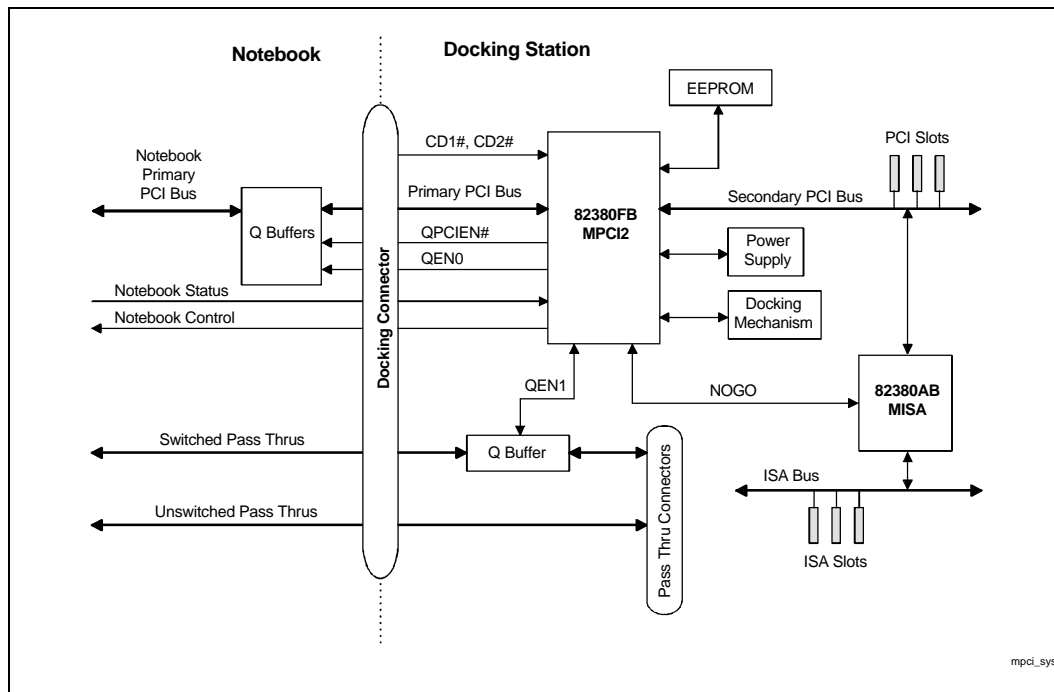 Notebook
Docking Station
EEPROM
CD1#, CD2#
PCI Slots
Notebook
Primary
PCI Bus
Primary PCI Bus
82380FB
MPCI2
Secondary PCI Bus
Q Buffers
QPCIEN#
QEN0
Power
Supply
Notebook Status
Notebook Control
Docking
Mechanism
Docking Connector
QEN1
NOGO
82380AB
MISA
Switched Pass Thrus
Q Buffer
ISA Bus
Unswitched Pass Thrus
Pass Thru Connectors
ISA Slots
mpci_sys